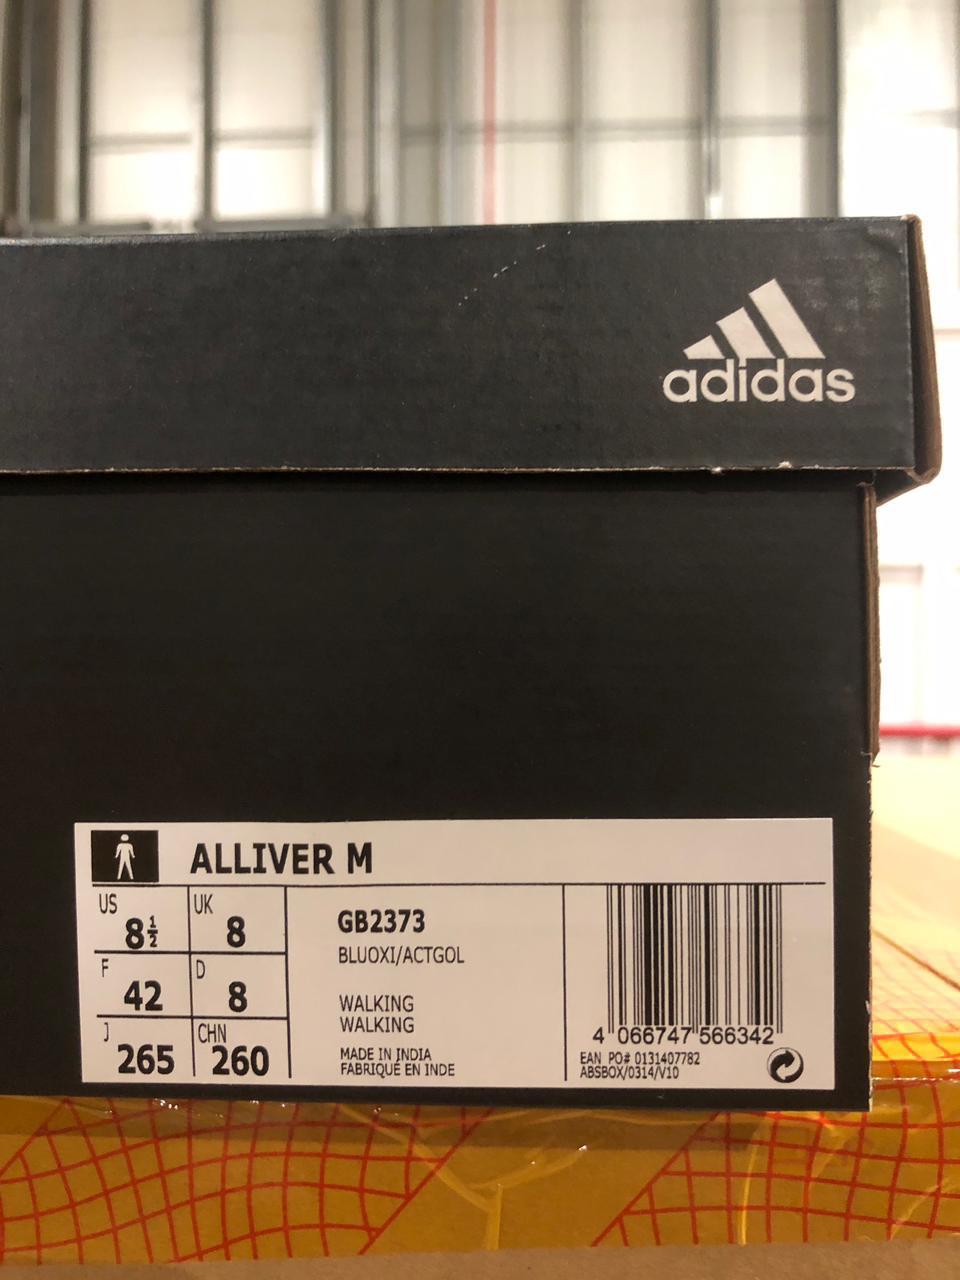 adidas
ALLIVER M
US
8½
UK
8
F
42
D
8
J
265
CHN
260
GB2373
BLUOXI/ACTGOL
WALKING
WALKING
MADE IN INDIA
FABRIQUÉ EN INDE
4 066747 566342
EAN PO# 0131407782
ABSBOX/0314/V10